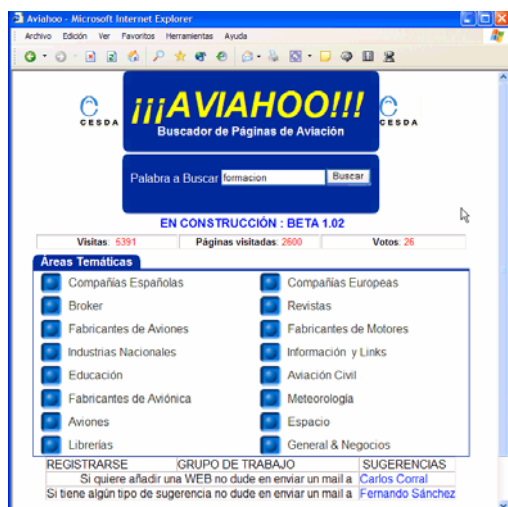 Aviahoo - Microsoft Internet Explorer
Archivo Edición Ver Favoritos Herramientas Ayuda
CESDA ¡¡¡AVIAHOO!!! CESDA
Buscador de Páginas de Aviación
Palabra a Buscar formacion Buscar
EN CONSTRUCCIÓN : BETA 1.02
Visitas: 5391 Páginas visitadas: 2600 Votos: 26
Áreas Temáticas
Compañias Españolas Compañías Europeas
Broker Revistas
Fabricantes de Aviones Fabricantes de Motores
Industrias Nacionales Información y Links
Educación Aviación Civil
Fabricantes de Aviónica Meteorología
Aviones Espacio
Librerías General & Negocios
REGISTRARSE GRUPO DE TRABAJO SUGERENCIAS
Si quiere añadir una WEB no dude en enviar un mail a Carlos Corral
Si tiene algún tipo de sugerencia no dude en enviar un mail a Fernando Sánchez